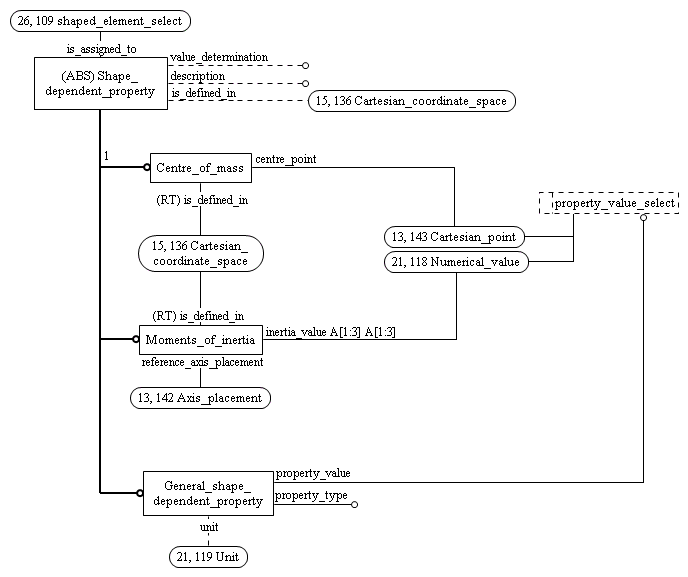 26, 109 shaped_element_select
is_assigned_to
(ABS) Shape_
dependent_property
value_determination
description
is_defined_in
15, 136 Cartesian_coordinate_space
1
Centre_of_mass
centre_point
(RT) is_defined_in
property_value_select
13, 143 Cartesian_point
15, 136 Cartesian_
coordinate_space
21, 118 Numerical_value
(RT) is_defined_in
Moments_of_inertia
inertia_value A[1:3] A[1:3]
reference_axis_placement
13, 142 Axis_placement
General_shape_
dependent_property
property_value
property_type
unit
21, 119 Unit